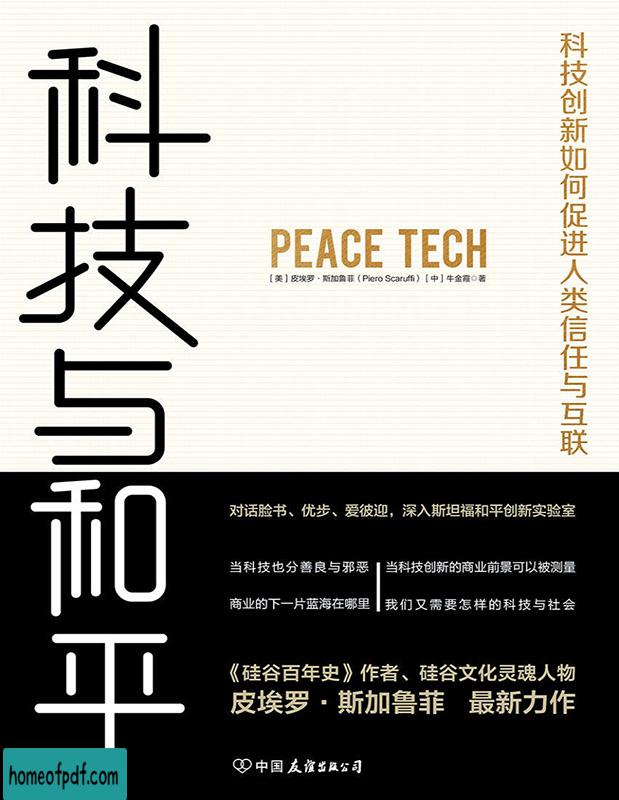 科技与和平
科技创新如何促进人类信任与互联
PEACE TECH
[美]皮埃罗·斯加鲁菲(Piero Scaruffi) [中]牛金霞◎著
对话脸书、优步、爱彼迎，深入斯坦福和平创新实验室
当科技也分善良与邪恶
商业的下一片蓝海在哪里
当科技创新的商业前景可以被测量
我们又需要怎样的科技与社会
《硅谷百年史》作者、硅谷文化灵魂人物
皮埃罗·斯加鲁菲 最新力作
中国友谊出版公司
homeofpdf.com